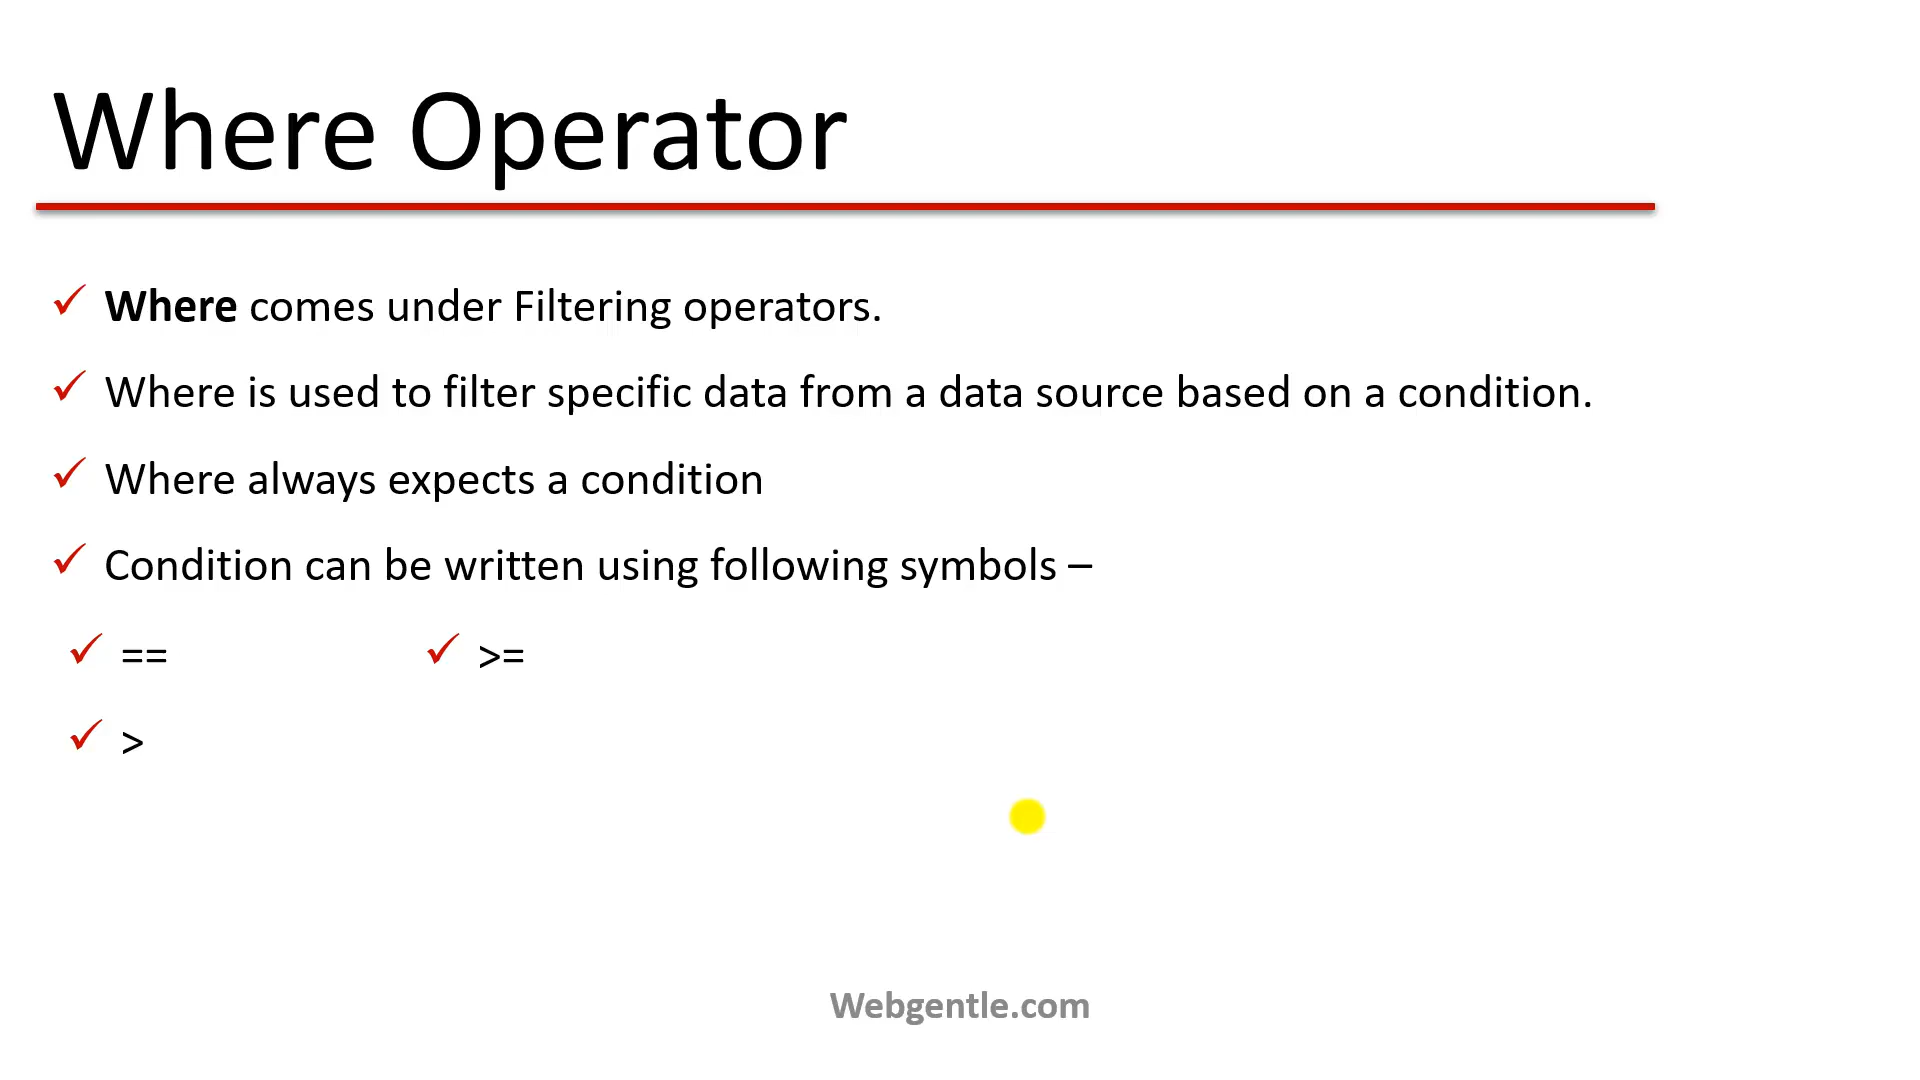 Where Operator
Where comes under Filtering operators.
Where is used to filter specific data from a data source based on a condition.
Where always expects a condition
Condition can be written using following symbols –
== >=
>
Webgentle.com